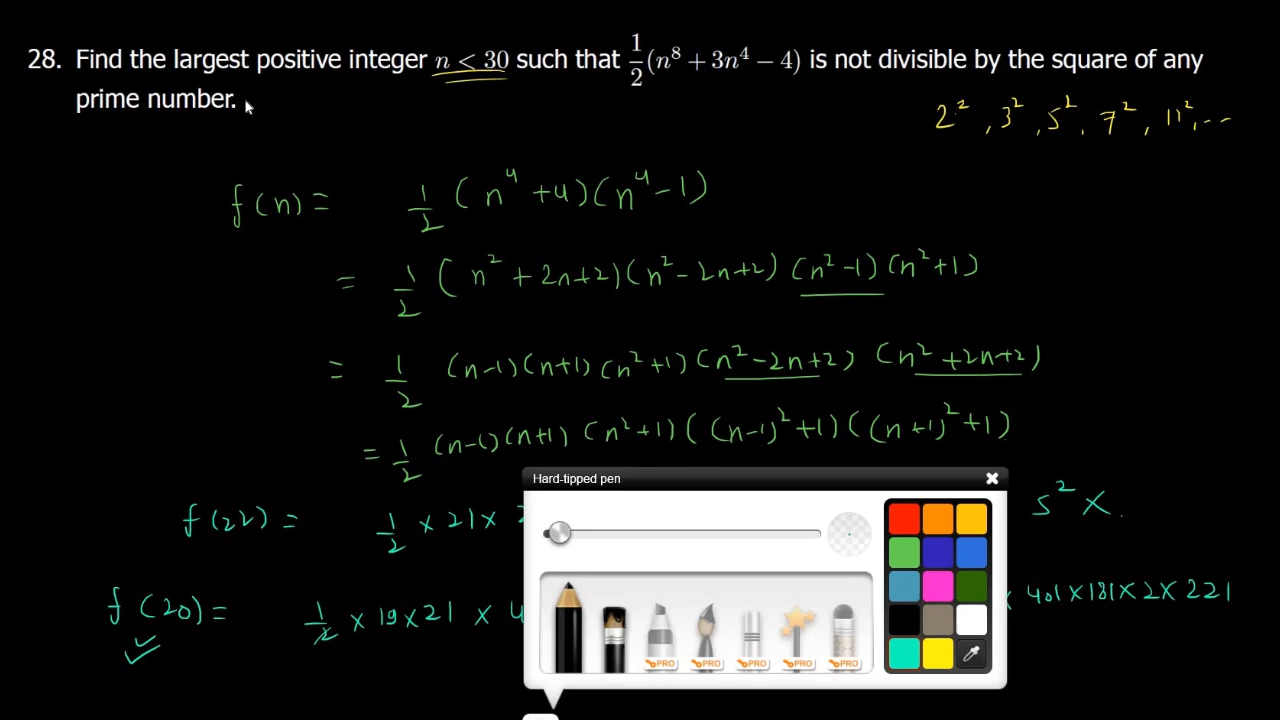 28. Find the largest positive integer n < 30 such that 1/2(n⁸ + 3n⁴ − 4) is not divisible by the square of any
prime number.
2², 3², 5², 7², 11², ...
f(n) = 1/2 (n⁴+4)(n⁴-1)
= 1/2 (n²+2n+2)(n²-2n+2)(n²-1)(n²+1)
= 1/2 (n-1)(n+1)(n²+1)(n²-2n+2)(n²+2n+2)
= 1/2 (n-1)(n+1)(n²+1)((n-1)²+1)((n+1)²+1)
Hard-tipped pen
f(22) = 1/2 × 21 × 5² X
f(20) = 1/2 × 19 × 21 × 4 × 401 × 181 × 2 × 221
PRO PRO PRO PRO PRO